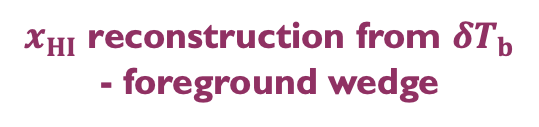 x_HI reconstruction from δT_b
- foreground wedge